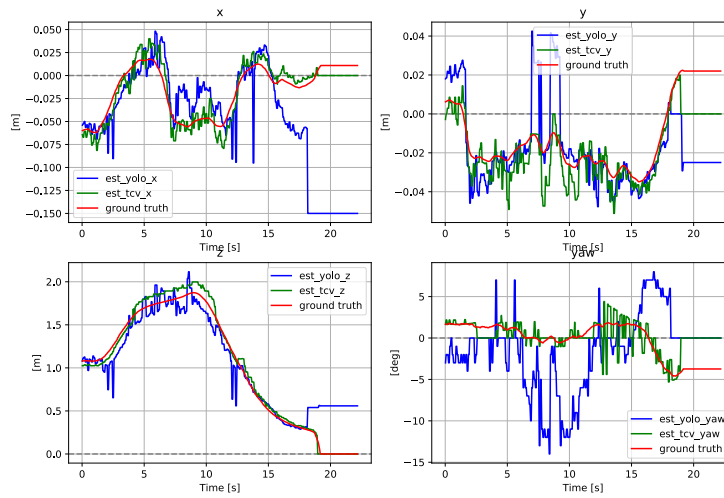 x
0.050
0.025
0.000
−0.025
−0.050
−0.075
−0.100
−0.125
−0.150
[m]
est_yolo_x
est_tcv_x
ground truth
0 5 10 15 20
Time [s]
y
0.04
0.02
0.00
−0.02
−0.04
[m]
est_yolo_y
est_tcv_y
ground truth
0 5 10 15 20
Time [s]
z
2.0
1.5
1.0
0.5
0.0
[m]
est_yolo_z
est_tcv_z
ground truth
0 5 10 15 20
Time [s]
yaw
5
0
−5
−10
−15
[deg]
est_yolo_yaw
est_tcv_yaw
ground truth
0 5 10 15 20
Time [s]